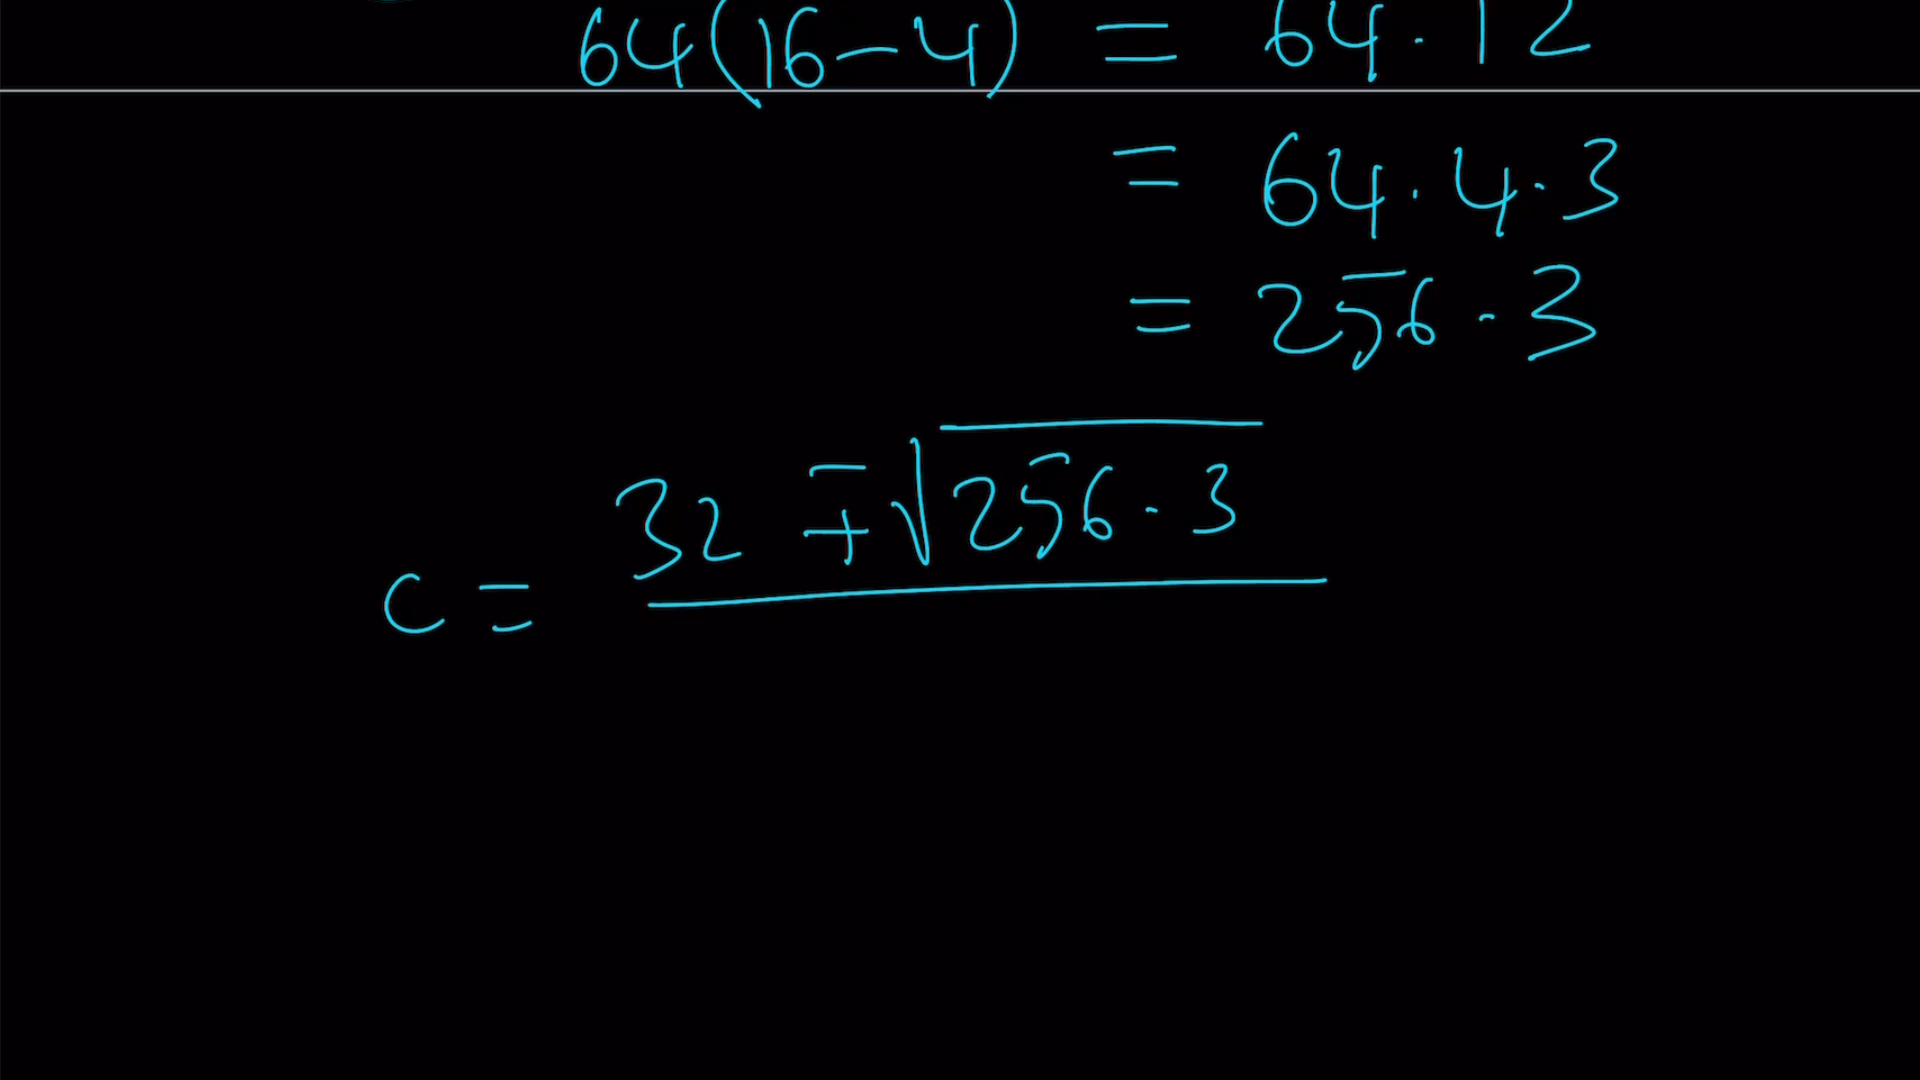 64(16-4) = 64·12
= 64·4·3
= 256·3
c = 32 ∓ √256·3